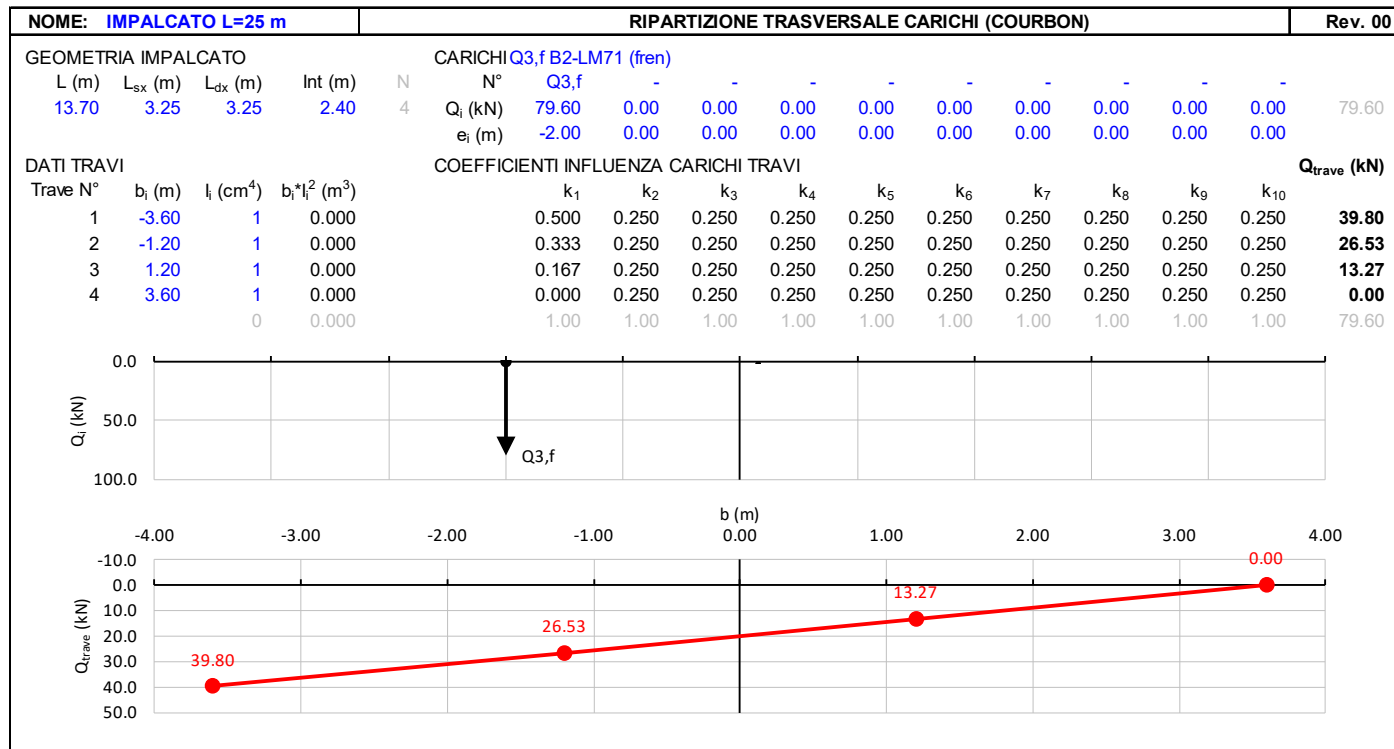 NOME: IMPALCATO L=25 m RIPARTIZIONE TRASVERSALE CARICHI (COURBON) Rev. 00
GEOMETRIA IMPALCATO CARICHI Q3,f B2-LM71 (fren)
L (m) Lsx (m) Ldx (m) Int (m) N N° Q3,f - - - - - - - - -
13.70 3.25 3.25 2.40 4 Qi (kN) 79.60 0.00 0.00 0.00 0.00 0.00 0.00 0.00 0.00 0.00 79.60
ei (m) -2.00 0.00 0.00 0.00 0.00 0.00 0.00 0.00 0.00 0.00
DATI TRAVI COEFFICIENTI INFLUENZA CARICHI TRAVI Qtrave (kN)
Trave N° bi (m) Ii (cm4) bi*Ii2 (m3) k1 k2 k3 k4 k5 k6 k7 k8 k9 k10
1 -3.60 1 0.000 0.500 0.250 0.250 0.250 0.250 0.250 0.250 0.250 0.250 0.250 39.80
2 -1.20 1 0.000 0.333 0.250 0.250 0.250 0.250 0.250 0.250 0.250 0.250 0.250 26.53
3 1.20 1 0.000 0.167 0.250 0.250 0.250 0.250 0.250 0.250 0.250 0.250 0.250 13.27
4 3.60 1 0.000 0.000 0.250 0.250 0.250 0.250 0.250 0.250 0.250 0.250 0.250 0.00
0 0.000 1.00 1.00 1.00 1.00 1.00 1.00 1.00 1.00 1.00 1.00 79.60
0.0
50.0
100.0
Qi (kN)
Q3,f
b (m)
-4.00 -3.00 -2.00 -1.00 0.00 1.00 2.00 3.00 4.00
-10.0
0.0
10.0
20.0
30.0
40.0
50.0
Qtrave (kN)
39.80
26.53
13.27
0.00